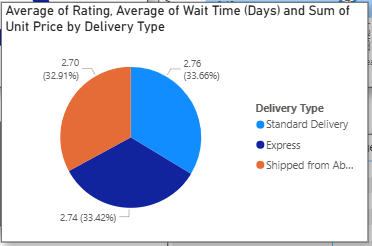 Average of Rating, Average of Wait Time (Days) and Sum of
Unit Price by Delivery Type
2.70
(32.91%)
2.76
(33.66%)
Delivery Type
Standard Delivery
Express
Shipped from Ab...
2.74 (33.42%)